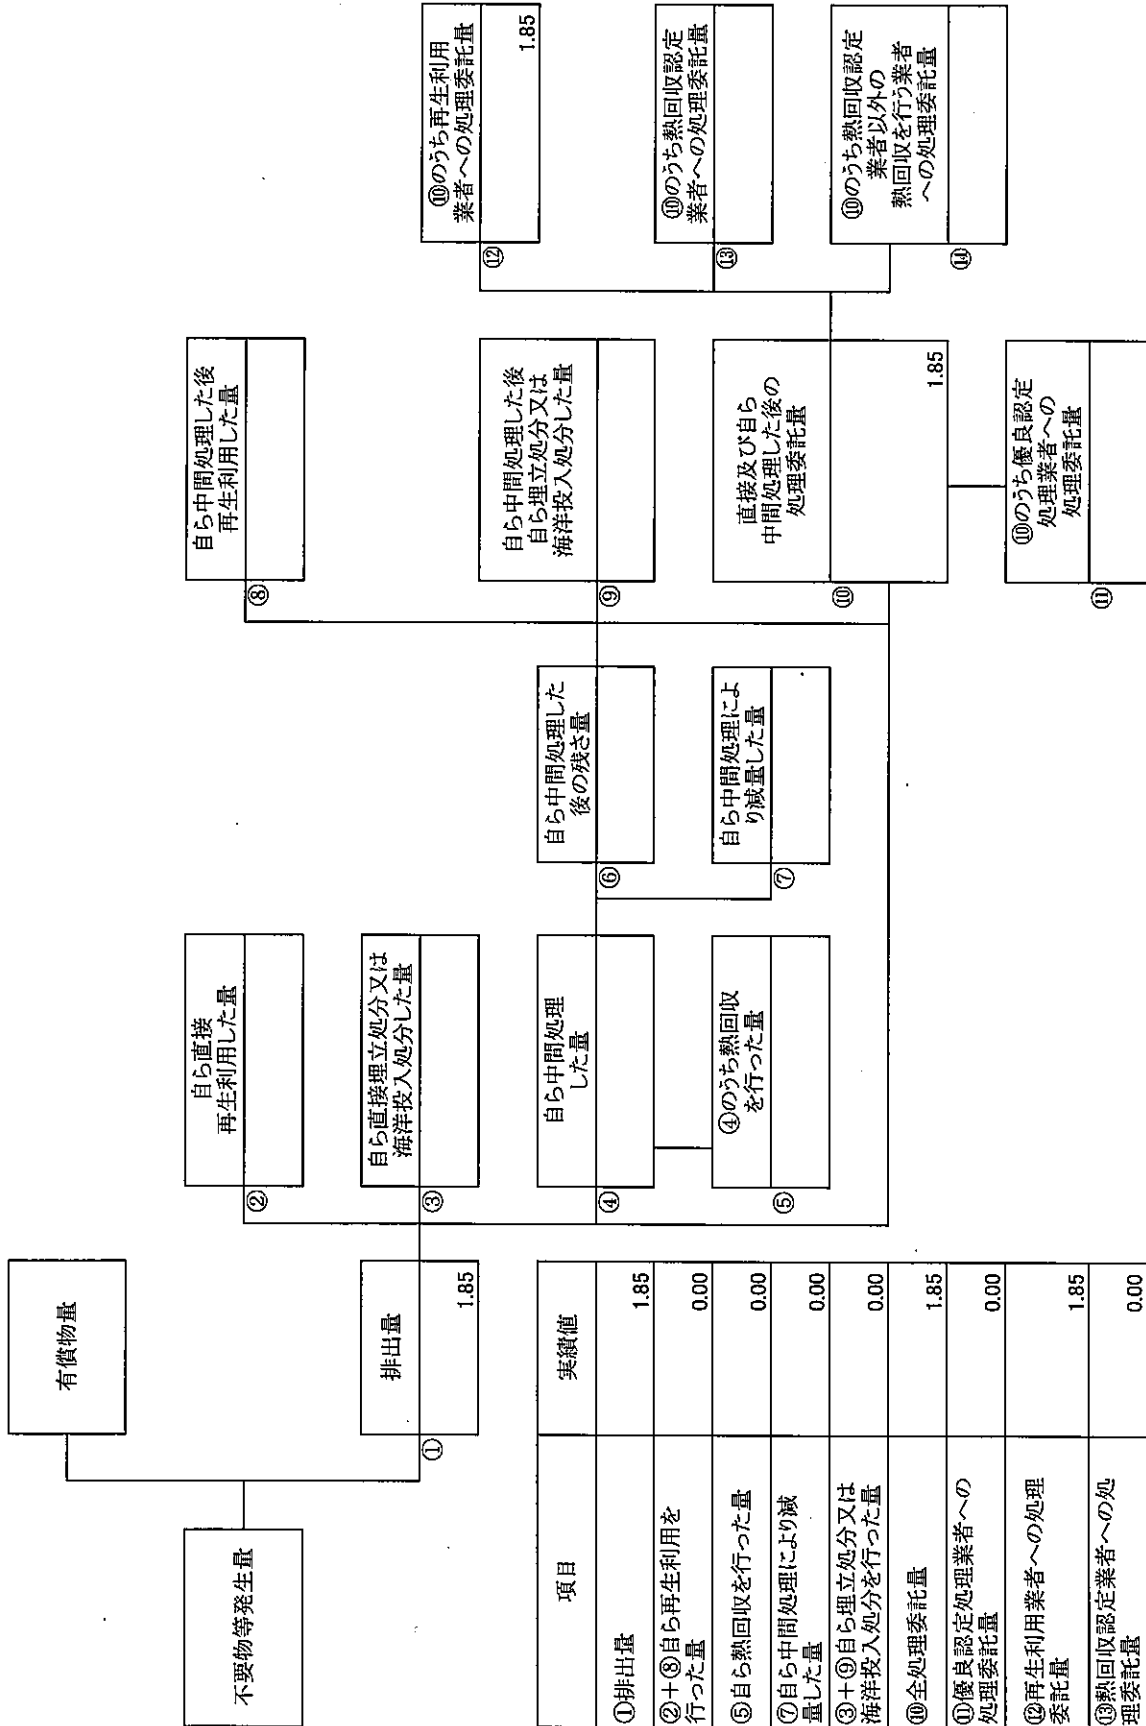 不要物等発生量
有償物量
排出量
①
1.85
自ら直接
再生利用した量
②
自ら直接埋立処分又は
海洋投入処分した量
③
自ら中間処理
した量
④
④のうち熱回収
を行った量
⑤
自ら中間処理した
後の残さ量
⑥
自ら中間処理によ
り減量した量
⑦
自ら中間処理した後
再生利用した量
⑧
自ら中間処理した後
自ら埋立処分又は
海洋投入処分した量
⑨
直接及び自ら
中間処理した後の
処理委託量
⑩
1.85
⑩のうち優良認定
処理業者への
処理委託量
⑪
⑩のうち再生利用
業者への処理委託量
⑫
1.85
⑩のうち熱回収認定
業者への処理委託量
⑬
⑩のうち熱回収認定
業者以外の
熱回収を行う業者
への処理委託量
⑭
項目 実績値
①排出量 1.85
②+⑧自ら再生利用を
行った量 0.00
⑤自ら熱回収を行った量 0.00
⑦自ら中間処理により減
量した量 0.00
③+⑨自ら埋立処分又は
海洋投入処分を行った量 0.00
⑩全処理委託量 1.85
⑪優良認定処理業者への
処理委託量 0.00
⑫再生利用業者への処理
委託量 1.85
⑬熱回収認定業者への処
理委託量 0.00